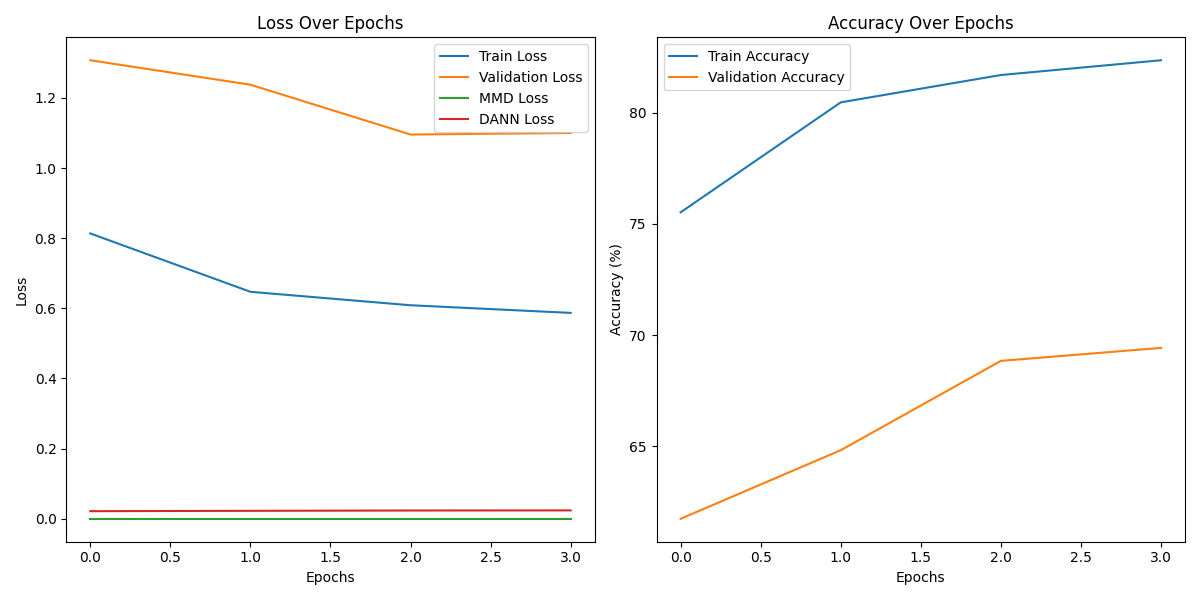 Loss Over Epochs
Train Loss
Validation Loss
MMD Loss
DANN Loss
1.2
1.0
0.8
0.6
0.4
0.2
0.0
Loss
0.0 0.5 1.0 1.5 2.0 2.5 3.0
Epochs
Accuracy Over Epochs
Train Accuracy
Validation Accuracy
80
75
70
65
Accuracy (%)
0.0 0.5 1.0 1.5 2.0 2.5 3.0
Epochs